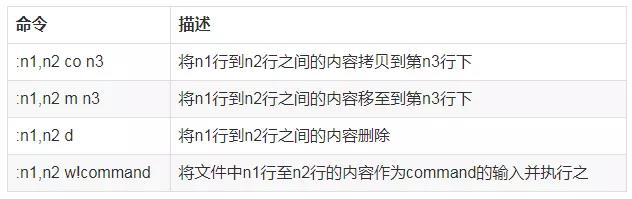 命令 描述
:n1,n2 co n3 将n1行到n2行之间的内容拷贝到第n3行下
:n1,n2 m n3 将n1行到n2行之间的内容移至到第n3行下
:n1,n2 d 将n1行到n2行之间的内容删除
:n1,n2 w!command 将文件中n1行至n2行的内容作为command的输入并执行之